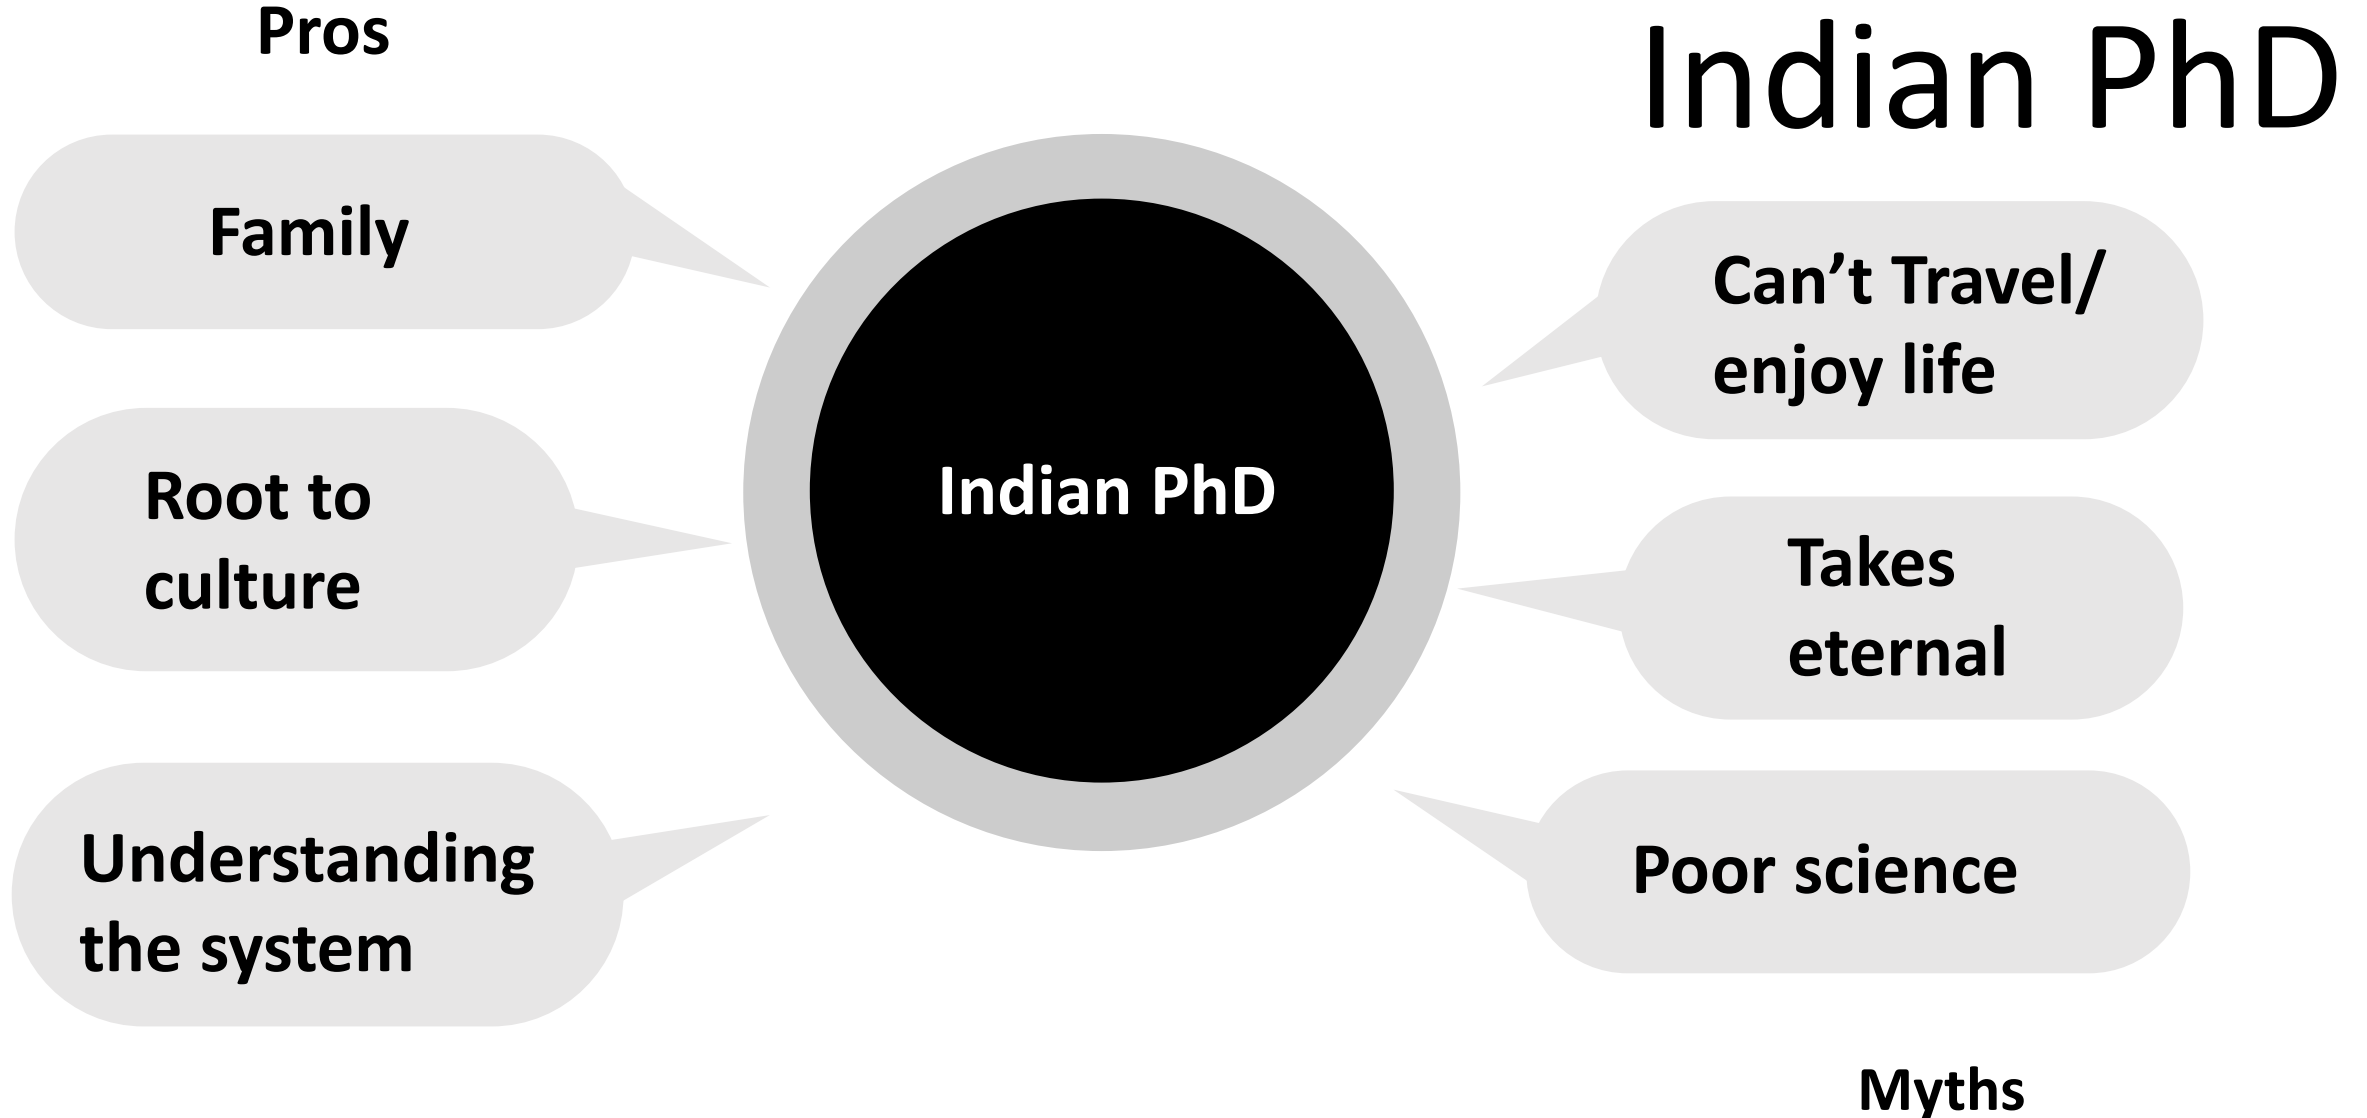 Pros
Indian PhD
Family
Root to
culture
Understanding
the system
Indian PhD
Can’t Travel/
enjoy life
Takes
eternal
Poor science
Myths